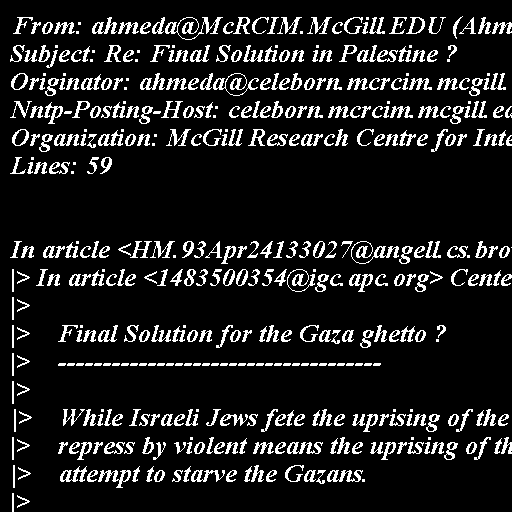 From: ahmeda@McRCIM.McGill.EDU (Ahm
Subject: Re: Final Solution in Palestine ?
Originator: ahmeda@celeborn.mcrcim.mcgill.
Nntp-Posting-Host: celeborn.mcrcim.mcgill.ed
Organization: McGill Research Centre for Inte
Lines: 59
In article <HM.93Apr24133027@angell.cs.bro
|> In article <1483500354@igc.apc.org> Cente
|>
|> Final Solution for the Gaza ghetto ?
|> ------------------------------------
|>
|> While Israeli Jews fete the uprising of the
|> repress by violent means the uprising of th
|> attempt to starve the Gazans.
|>